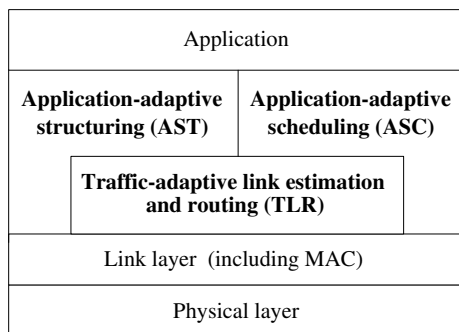 Application
Application-adaptive
structuring (AST)
Application-adaptive
scheduling (ASC)
Traffic-adaptive link estimation
and routing (TLR)
Link layer (including MAC)
Physical layer